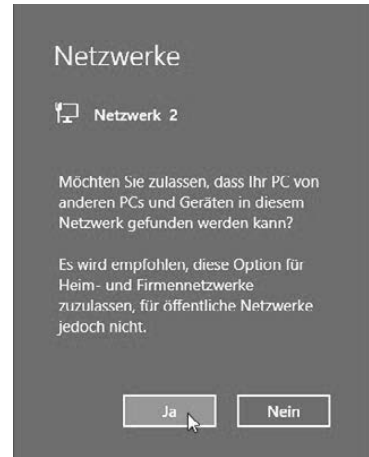 Netzwerke
Netzwerk 2
Möchten Sie zulassen, dass Ihr PC von
anderen PCs und Geräten in diesem
Netzwerk gefunden werden kann?
Es wird empfohlen, diese Option für
Heim- und Firmennetzwerke
zuzulassen, für öffentliche Netzwerke
jedoch nicht.
Ja Nein